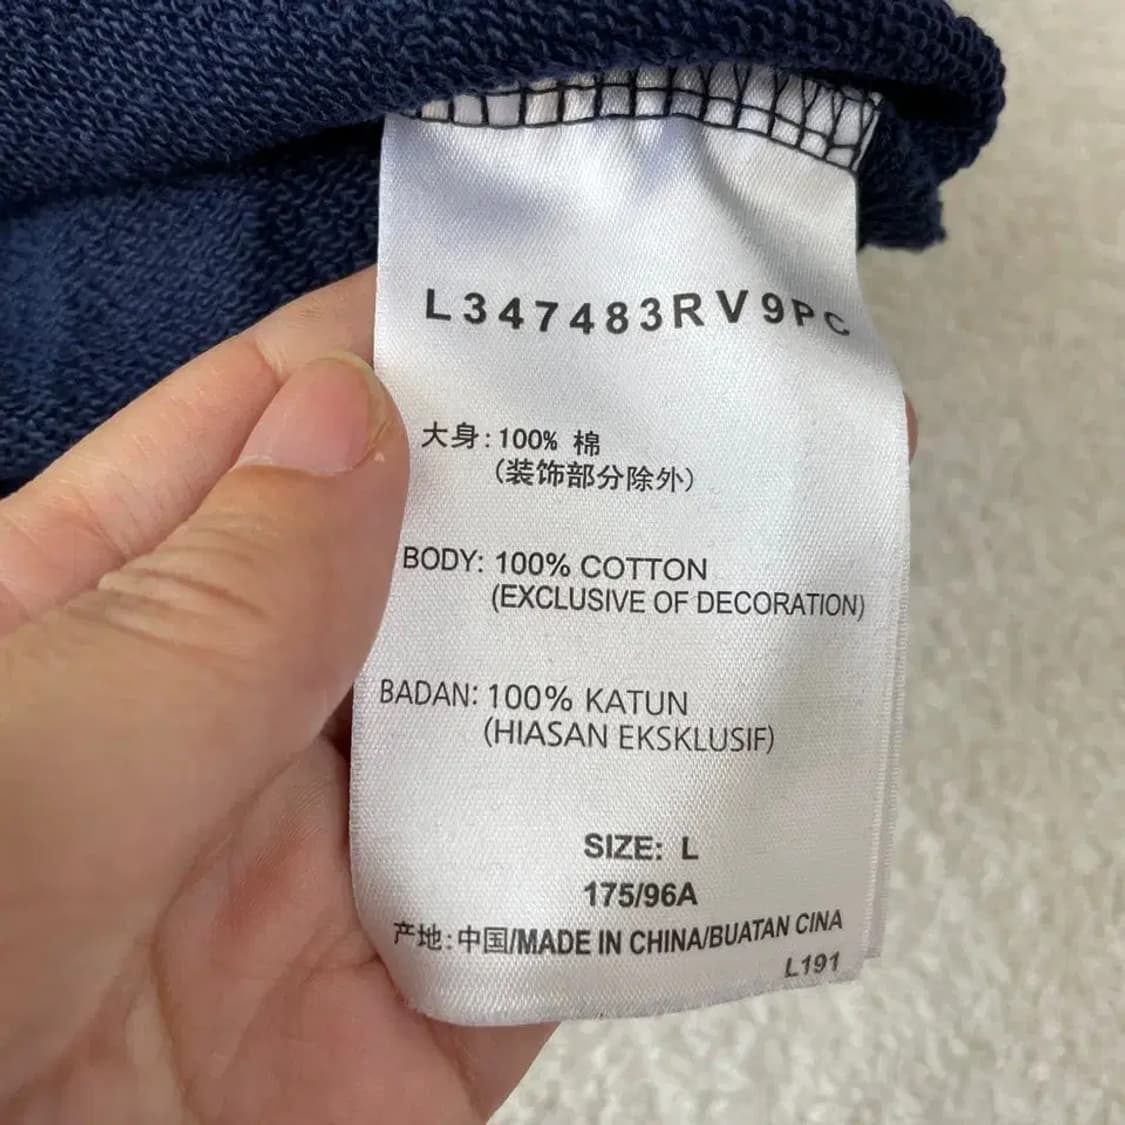 L347483RV9PC
大身:100% 棉
(装饰部分除外)
BODY: 100% COTTON
(EXCLUSIVE OF DECORATION)
BADAN: 100% KATUN
(HIASAN EKSKLUSIF)
SIZE: L
175/96A
产地:中国/MADE IN CHINA/BUATAN CINA
L191